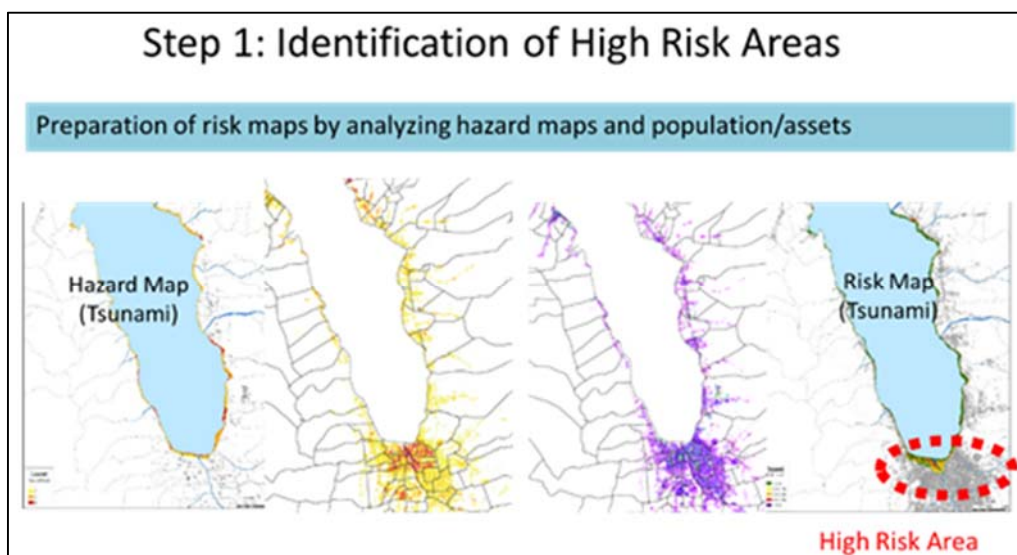 Step 1: Identification of High Risk Areas
Preparation of risk maps by analyzing hazard maps and population/assets
Hazard Map
(Tsunami)
Risk Map
(Tsunami)
High Risk Area